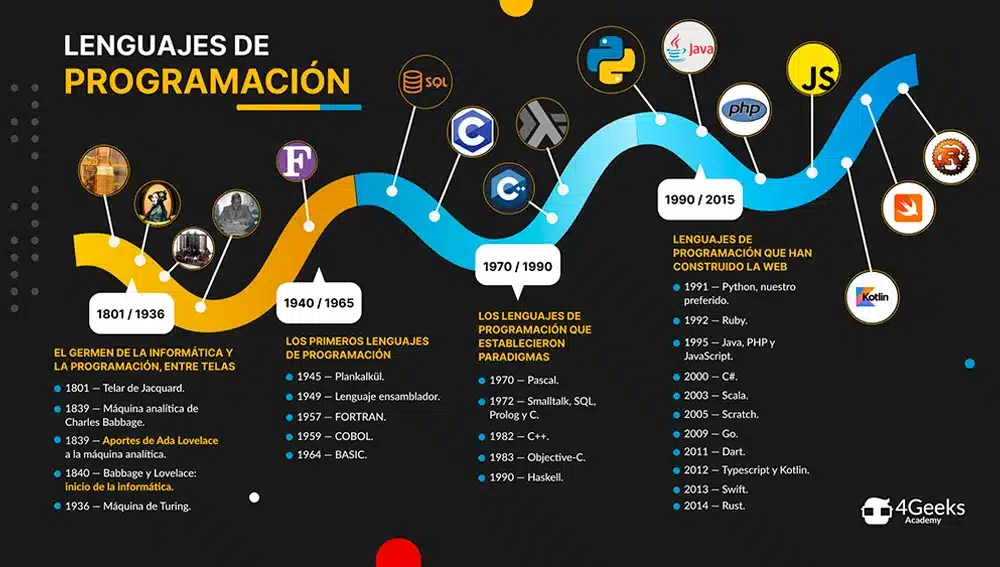 LENGUAJES DE
PROGRAMACIÓN
SQL
Java
JS
php
C
F
C++
Kotlin
R
1801 / 1936
EL GERMEN DE LA INFORMÁTICA Y
LA PROGRAMACIÓN, ENTRE TELAS
1801 — Telar de Jacquard.
1839 — Máquina analítica de
Charles Babbage.
1839 — Aportes de Ada Lovelace
a la máquina analítica.
1840 — Babbage y Lovelace:
inicio de la informática.
1936 — Máquina de Turing.
1940 / 1965
LOS PRIMEROS LENGUAJES
DE PROGRAMACIÓN
1945 — Plankalkül.
1949 — Lenguaje ensamblador.
1957 — FORTRAN.
1959 — COBOL.
1964 — BASIC.
1970 / 1990
LOS LENGUAJES DE
PROGRAMACIÓN QUE
ESTABLECIERON
PARADIGMAS
1970 — Pascal.
1972 — Smalltalk, SQL,
Prolog y C.
1982 — C++.
1983 — Objective-C.
1990 — Haskell.
1990 / 2015
LENGUAJES DE
PROGRAMACIÓN QUE HAN
CONSTRUIDO LA WEB
1991 — Python, nuestro
preferido.
1992 — Ruby.
1995 — Java, PHP y
JavaScript.
2000 — C#.
2003 — Scala.
2005 — Scratch.
2009 — Go.
2011 — Dart.
2012 — Typescript y Kotlin.
2013 — Swift.
2014 — Rust.
4Geeks
Academy